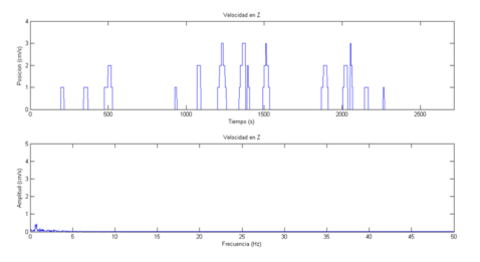 Velocidad en Z
4
3
2
1
0
Posicion (cm/s)
0 500 1000 1500 2000 2500
Tiempo (s)
Velocidad en Z
5
4
3
2
1
0
Amplitud (cm/s)
0 5 10 15 20 25 30 35 40 45 50
Frecuencia (Hz)